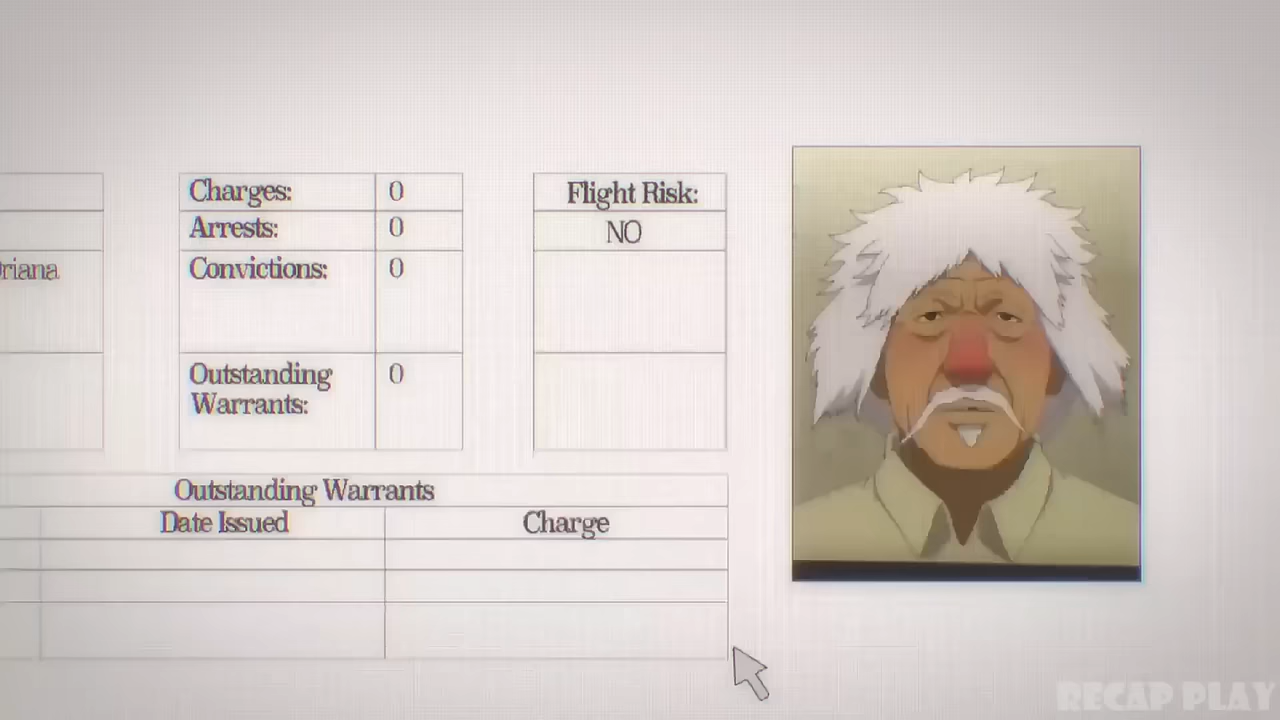 Charges: 0
Flight Risk:
Arrests: 0
NO
riana
Convictions: 0
Outstanding
Warrants: 0
Outstanding Warrants
Date Issued
Charge
RECAP PLAY